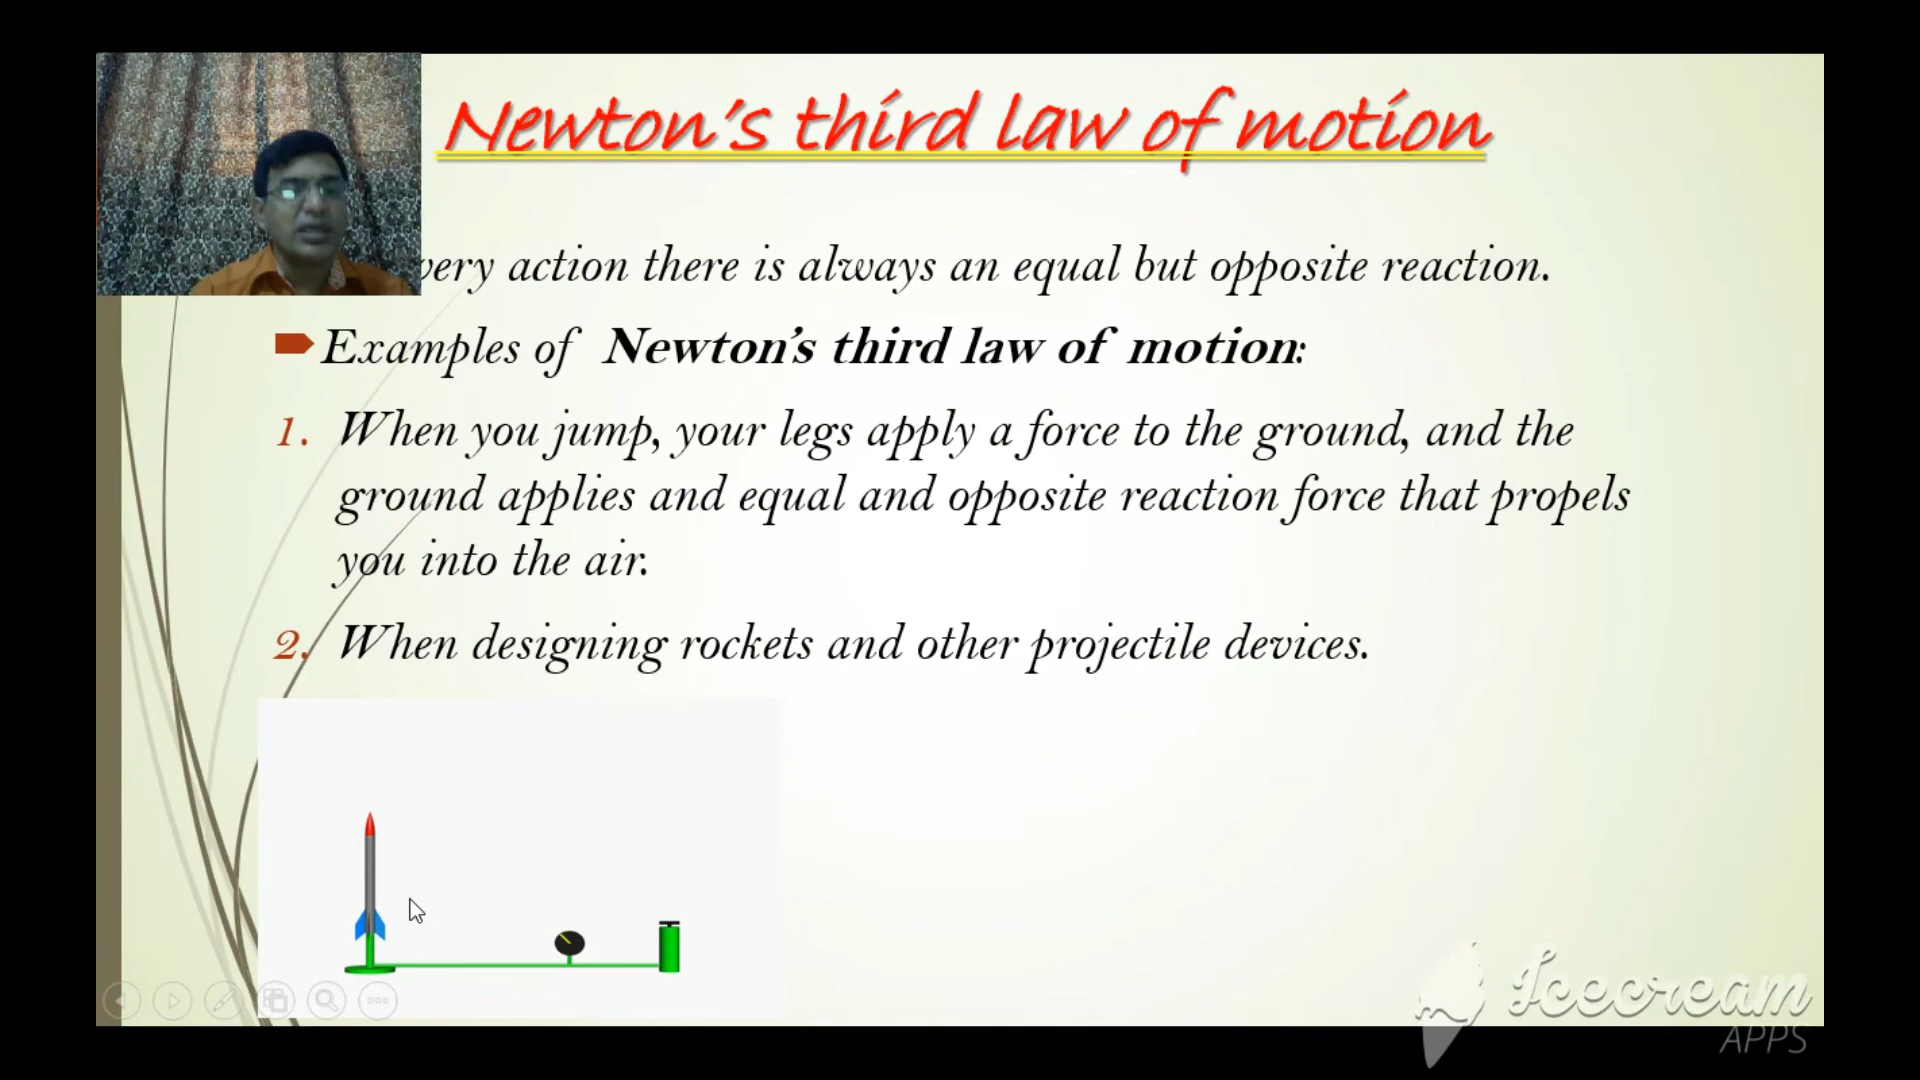 Newton's third law of motion
very action there is always an equal but opposite reaction.
Examples of Newton's third law of motion:
1. When you jump, your legs apply a force to the ground, and the
ground applies and equal and opposite reaction force that propels
you into the air.
2. When designing rockets and other projectile devices.
Icecream
APPS